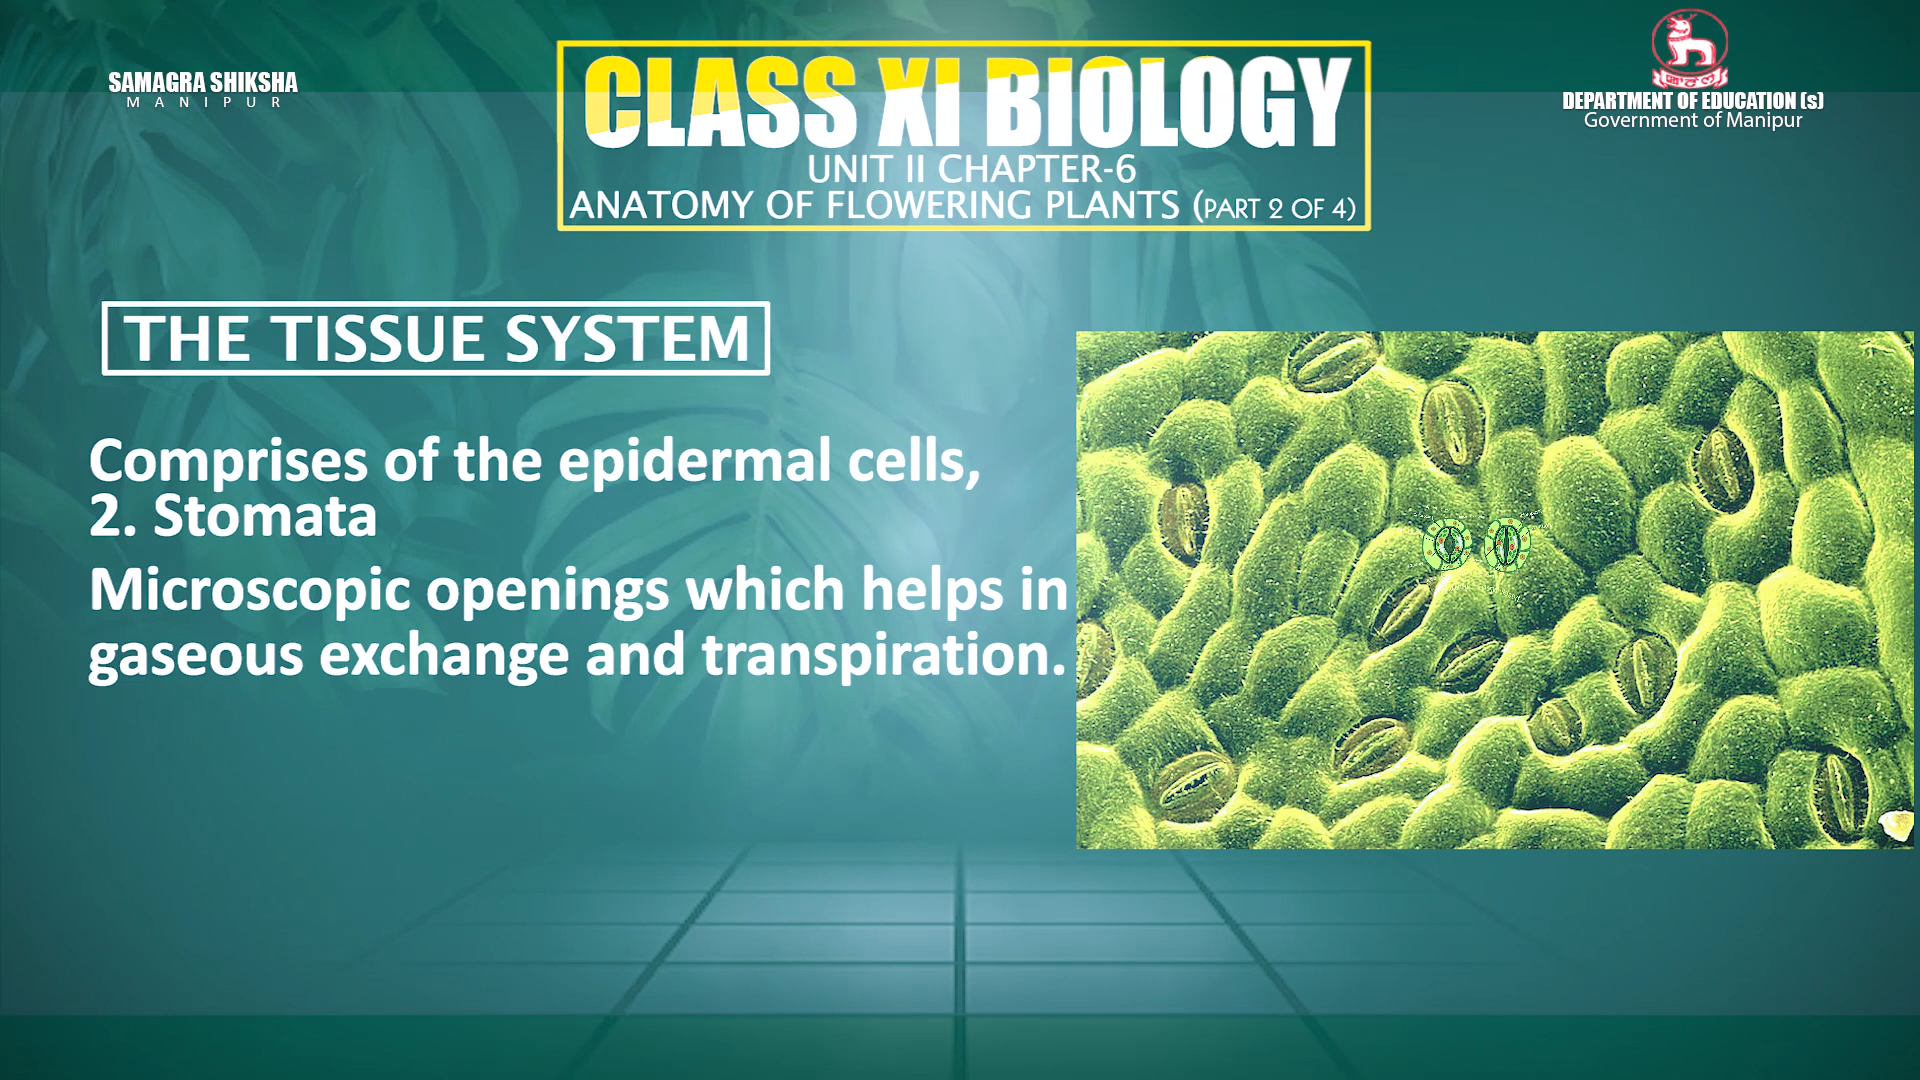 SAMAGRA SHIKSHA
MANIPUR
CLASS XI BIOLOGY
UNIT II CHAPTER-6
ANATOMY OF FLOWERING PLANTS (PART 2 OF 4)
DEPARTMENT OF EDUCATION (s)
Government of Manipur
THE TISSUE SYSTEM
Comprises of the epidermal cells,
2. Stomata
Microscopic openings which helps in
gaseous exchange and transpiration.